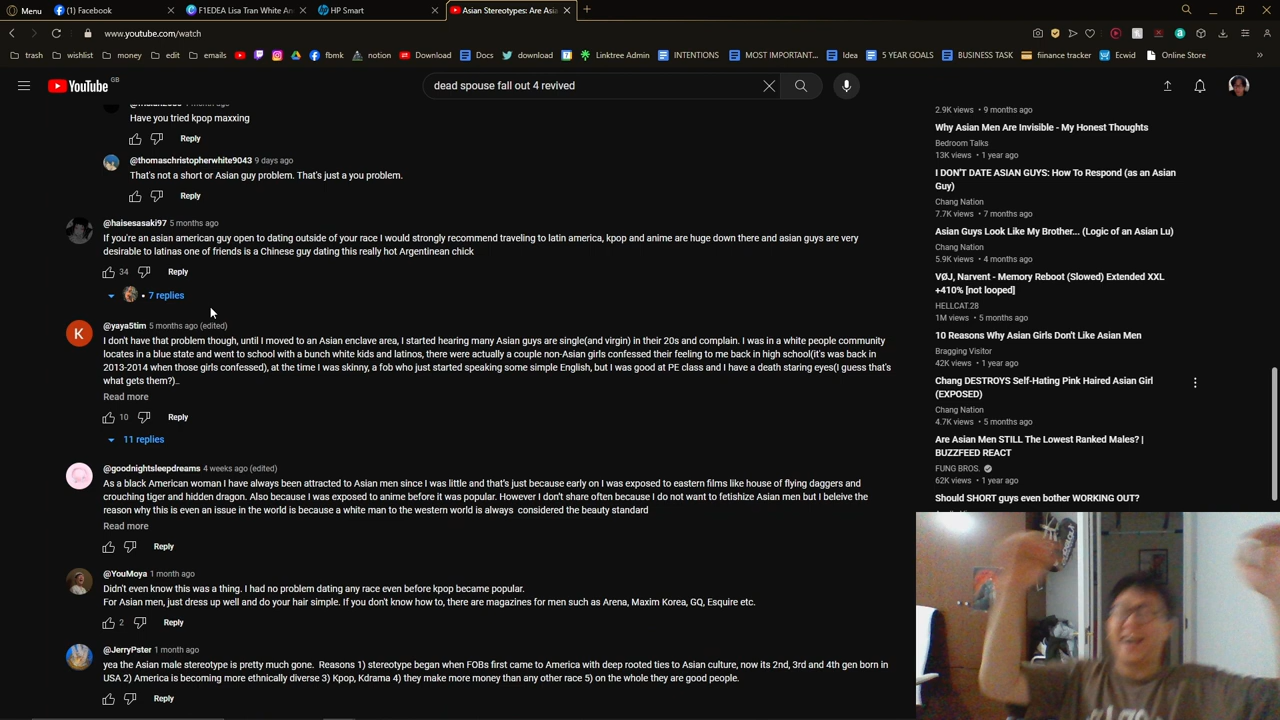 Menu
(1) Facebook
F1EDEA Lisa Tran White An
HP Smart
Asian Stereotypes: Are Asia
www.youtube.com/watch
trash
wishlist
money
edit
emails
fbmk
notion
Download
Docs
download
Linktree Admin
INTENTIONS
MOST IMPORTANT...
Idea
5 YEAR GOALS
BUSINESS TASK
fiinance tracker
Ecwid
Online Store
YouTube GB
dead spouse fall out 4 revived
1 month ago
Have you tried kpop maxxing
Reply
@thomaschristopherwhite9043 9 days ago
That's not a short or Asian guy problem. That's just a you problem.
Reply
@haisesasaki97 5 months ago
If you're an asian american guy open to dating outside of your race I would strongly recommend traveling to latin america, kpop and anime are huge down there and asian guys are very
desirable to latinas one of friends is a Chinese guy dating this really hot Argentinean chick
34 Reply
7 replies
@yaya5tim 5 months ago (edited)
I don't have that problem though, until I moved to an Asian enclave area, I started hearing many Asian guys are single(and virgin) in their 20s and complain. I was in a white people community
locates in a blue state and went to school with a bunch white kids and latinos, there were actually a couple non-Asian girls confessed their feeling to me back in high school(it's was back in
2013-2014 when those girls confessed), at the time I was skinny, a fob who just started speaking some simple English, but I was good at PE class and I have a death staring eyes(I guess that's
what gets them?)..
Read more
10 Reply
11 replies
@goodnightsleepdreams 4 weeks ago (edited)
As a black American woman I have always been attracted to Asian men since I was little and that's just because early on I was exposed to eastern films like house of flying daggers and
crouching tiger and hidden dragon. Also because I was exposed to anime before it was popular. However I don't share often because I do not want to fetishize Asian men but I beleive the
reason why this is even an issue in the world is because a white man to the western world is always considered the beauty standard
Read more
Reply
@YouMoya 1 month ago
Didn't even know this was a thing. I had no problem dating any race even before kpop became popular.
For Asian men, just dress up well and do your hair simple. If you don't know how to, there are magazines for men such as Arena, Maxim Korea, GQ, Esquire etc.
2 Reply
@JerryPster 1 month ago
yea the Asian male stereotype is pretty much gone. Reasons 1) stereotype began when FOBs first came to America with deep rooted ties to Asian culture, now its 2nd, 3rd and 4th gen born in
USA 2) America is becoming more ethnically diverse 3) Kpop, Kdrama 4) they make more money than any other race 5) on the whole they are good people.
Reply
2.9K views • 9 months ago
Why Asian Men Are Invisible - My Honest Thoughts
Bedroom Talks
13K views • 1 year ago
I DON'T DATE ASIAN GUYS: How To Respond (as an Asian
Guy)
Chang Nation
7.7K views • 7 months ago
Asian Guys Look Like My Brother... (Logic of an Asian Lu)
Chang Nation
5.9K views • 4 months ago
VØJ, Narvent - Memory Reboot (Slowed) Extended XXL
+410% [not looped]
HELLCAT.28
1M views • 5 months ago
10 Reasons Why Asian Girls Don't Like Asian Men
Bragging Visitor
42K views • 1 year ago
Chang DESTROYS Self-Hating Pink Haired Asian Girl
(EXPOSED)
Chang Nation
4.7K views • 5 months ago
Are Asian Men STILL The Lowest Ranked Males? |
BUZZFEED REACT
FUNG BROS.
62K views • 1 year ago
Should SHORT guys even bother WORKING OUT?